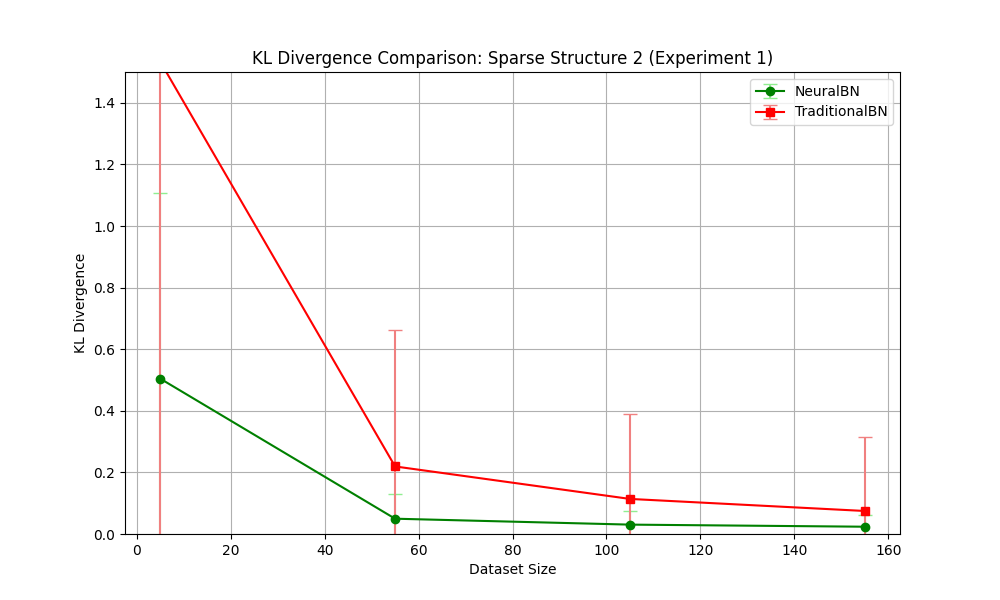 KL Divergence Comparison: Sparse Structure 2 (Experiment 1)
NeuralBN
TraditionalBN
KL Divergence
1.4
1.2
1.0
0.8
0.6
0.4
0.2
0.0
0 20 40 60 80 100 120 140 160
Dataset Size